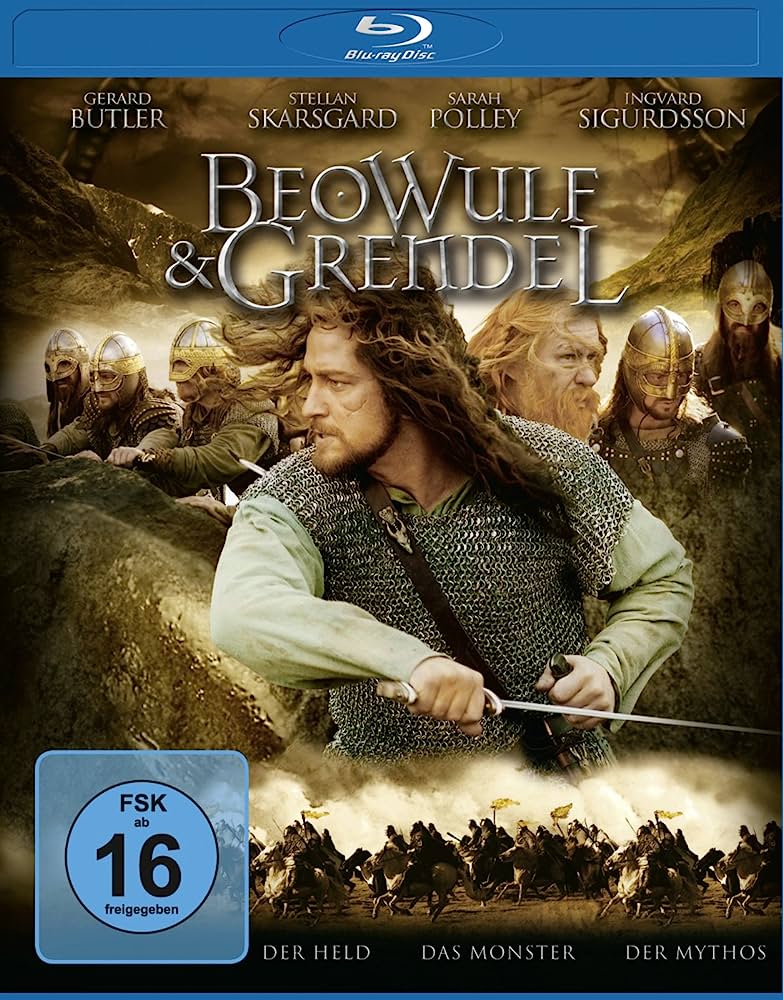 Blu-ray Disc™
GERARD BUTLER
STELLAN SKARSGARD
SARAH POLLEY
INGVARD SIGURDSSON
BEOWULF
& GRENDEL
FSK
ab
16
freigegeben
DER HELD DAS MONSTER DER MYTHOS